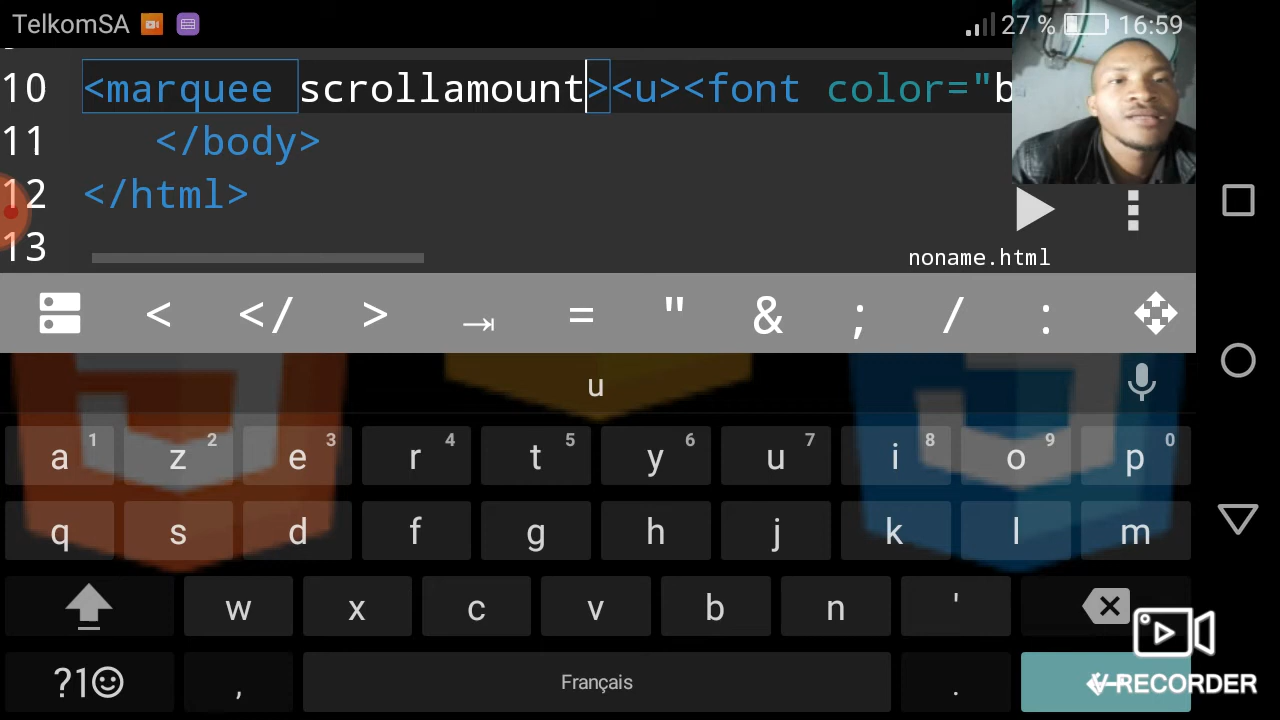 TelkomSA 27 % 16:59
10 <marquee scrollamount><u><font color="b
11 </body>
12 </html>
13
noname.html
< </ > ⇥ = " & ; / :
u
1 2 3 4 5 6 7 8 9 0
a z e r t y u i o p
q s d f g h j k l m
w x c v b n '
?1☺ , Français .
V-RECORDER